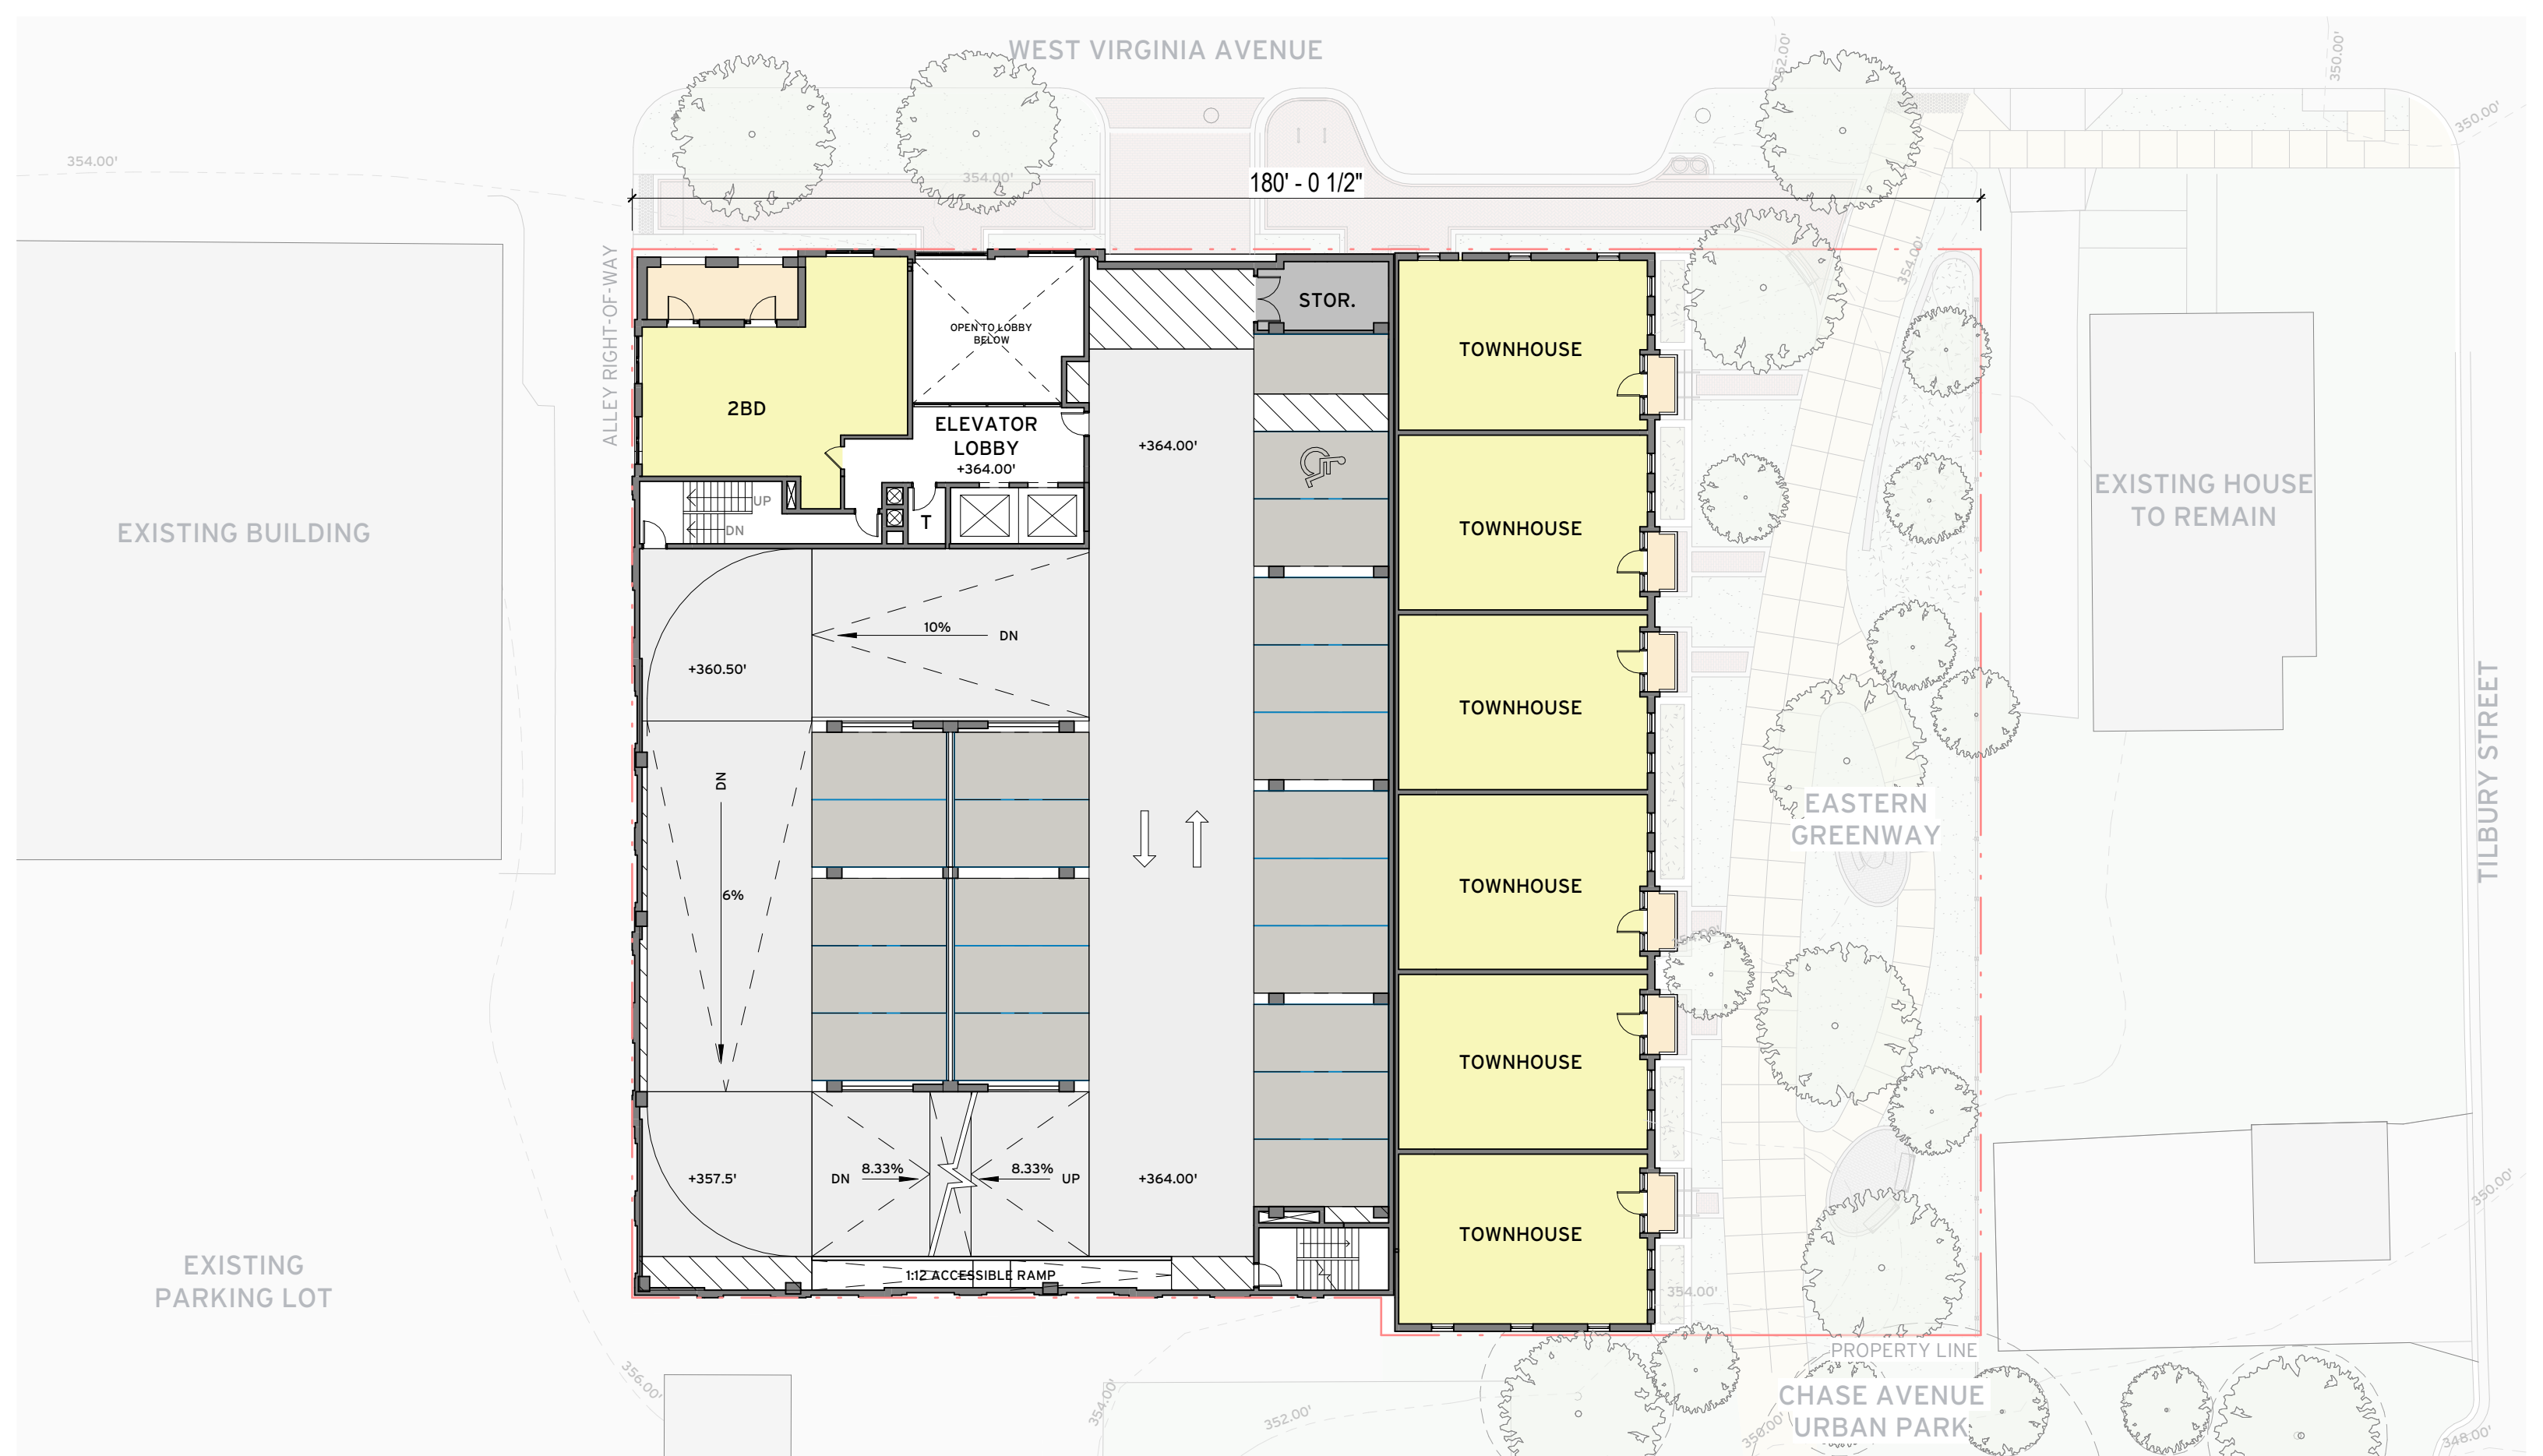 WEST VIRGINIA AVENUE
352.00'
350.00'
350.00'
354.00'
354.00'
180' - 0 1/2"
354.00'
ALLEY RIGHT-OF-WAY
STOR.
OPEN TO LOBBY
BELOW
TOWNHOUSE
2BD
ELEVATOR
LOBBY
+364.00'
+364.00'
EXISTING HOUSE
TO REMAIN
UP
DN
T
EXISTING BUILDING
TOWNHOUSE
10%
DN
+360.50'
TOWNHOUSE
TILBURY STREET
DN
6%
EASTERN
GREENWAY
TOWNHOUSE
354.00'
TOWNHOUSE
+357.5'
DN
8.33%
8.33%
UP
+364.00'
350.00'
TOWNHOUSE
EXISTING
PARKING LOT
1:12 ACCESSIBLE RAMP
354.00'
PROPERTY LINE
356.00'
354.00'
352.00'
CHASE AVENUE
URBAN PARK
350.00'
348.00'